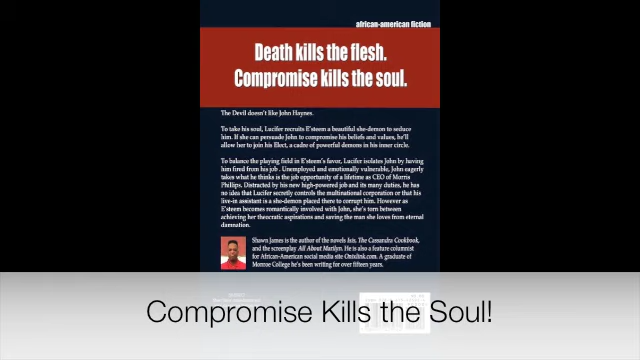 african-american fiction
Death kills the flesh.
Compromise kills the soul.
The Devil doesn't like John Haynes.
To take his soul, Lucifer recruits E'steem a beautiful she-demon to seduce
him. If she can persuade John to compromise his beliefs and values, he'll
allow her to join his Elect, a cadre of powerful demons in his inner circle.
To balance the playing field in E'steem's favor, Lucifer isolates John by having
him fired from his job . Unemployed and emotionally vulnerable, John eagerly
takes what he thinks is the job opportunity of a lifetime as CEO of Morris
Phillips. Distracted by his new high-powered job and its many duties, he has
no idea that Lucifer secretly controls the multinational corporation or that his
live-in assistant is a she-demon placed there to corrupt him. However as
E'steem becomes romantically involved with John, she's torn between
achieving her theocratic aspirations and saving the man she loves from eternal
damnation.
Shawn James is the author of the novels Isis, The Cassandra Cookbook,
and the screenplay All About Marilyn. He is also a feature columnist
for African-American social media site Onixlink.com. A graduate of
Monroe College he's been writing for over fifteen years.
Compromise Kills the Soul!